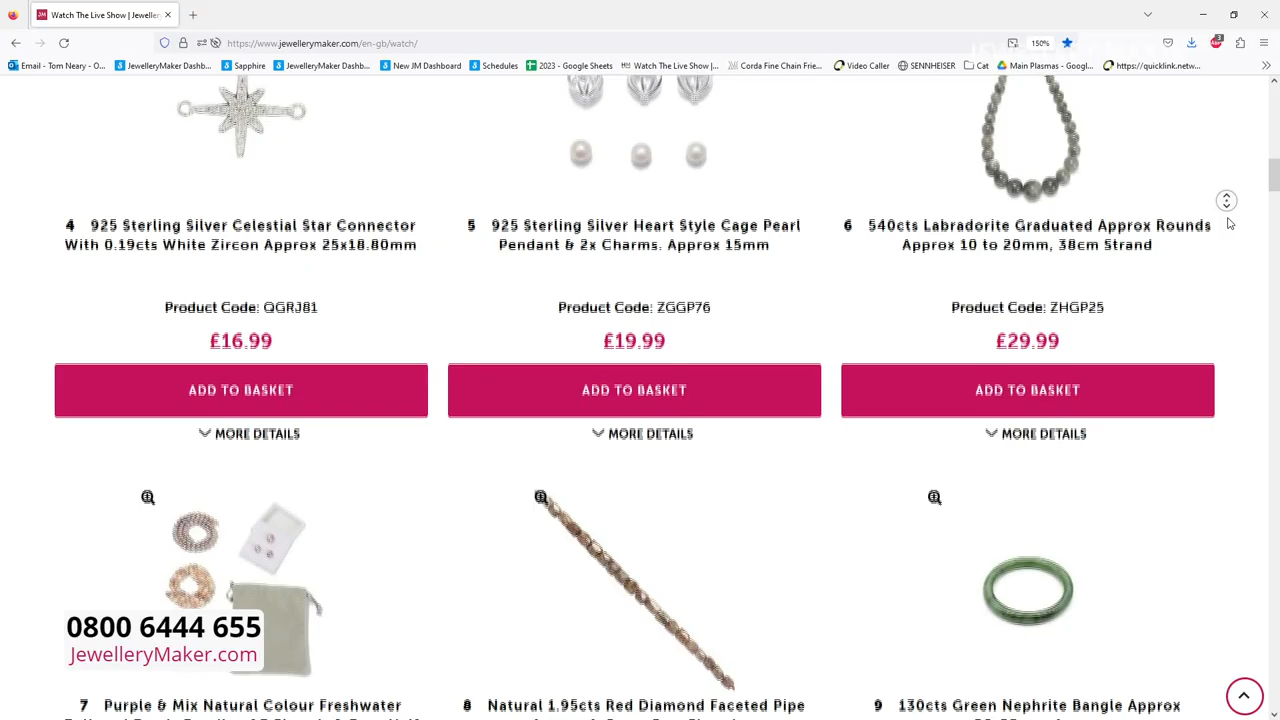 Watch The Live Show | Jeweller
https://www.jewellerymaker.com/en-gb/watch/
150%
3
Email - Tom Neary - O...
JewelleryMaker Dashb...
Sapphire
JewelleryMaker Dashb...
New JM Dashboard
Schedules
2023 - Google Sheets
Watch The Live Show |...
Corda Fine Chain Frie...
Video Caller
SENNHEISER
Cat
Main Plasmas - Googl...
https://quicklink.netw...
4 925 Sterling Silver Celestial Star Connector
With 0.19cts White Zircon Approx 25x18.80mm
Product Code: QGRJ81
£16.99
ADD TO BASKET
MORE DETAILS
5 925 Sterling Silver Heart Style Cage Pearl
Pendant & 2x Charms. Approx 15mm
Product Code: ZGGP76
£19.99
ADD TO BASKET
MORE DETAILS
6 540cts Labradorite Graduated Approx Rounds
Approx 10 to 20mm, 38cm Strand
Product Code: ZHGP25
£29.99
ADD TO BASKET
MORE DETAILS
0800 6444 655
JewelleryMaker.com
7 Purple & Mix Natural Colour Freshwater
8 Natural 1.95cts Red Diamond Faceted Pipe
9 130cts Green Nephrite Bangle Approx